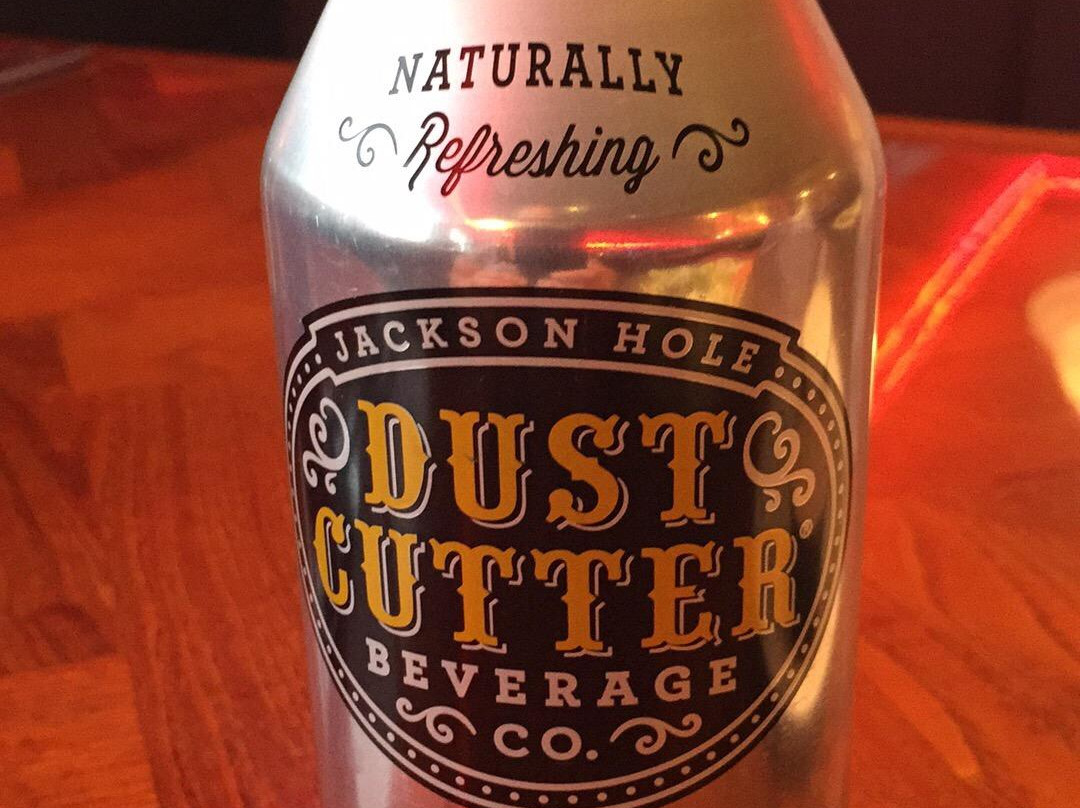 NATURALLY
Refreshing
JACKSON HOLE
DUST
CUTTER®
BEVERAGE
CO.